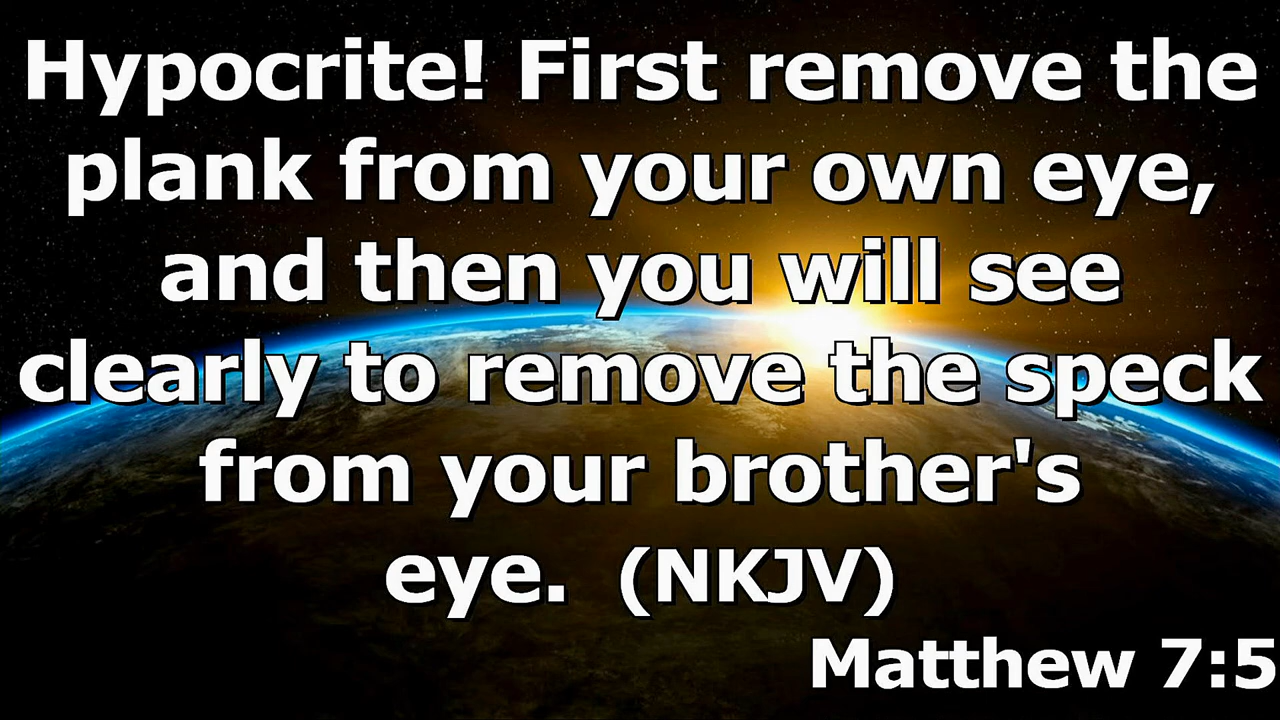 Hypocrite! First remove the
plank from your own eye,
and then you will see
clearly to remove the speck
from your brother's
eye.  (NKJV)
Matthew 7:5